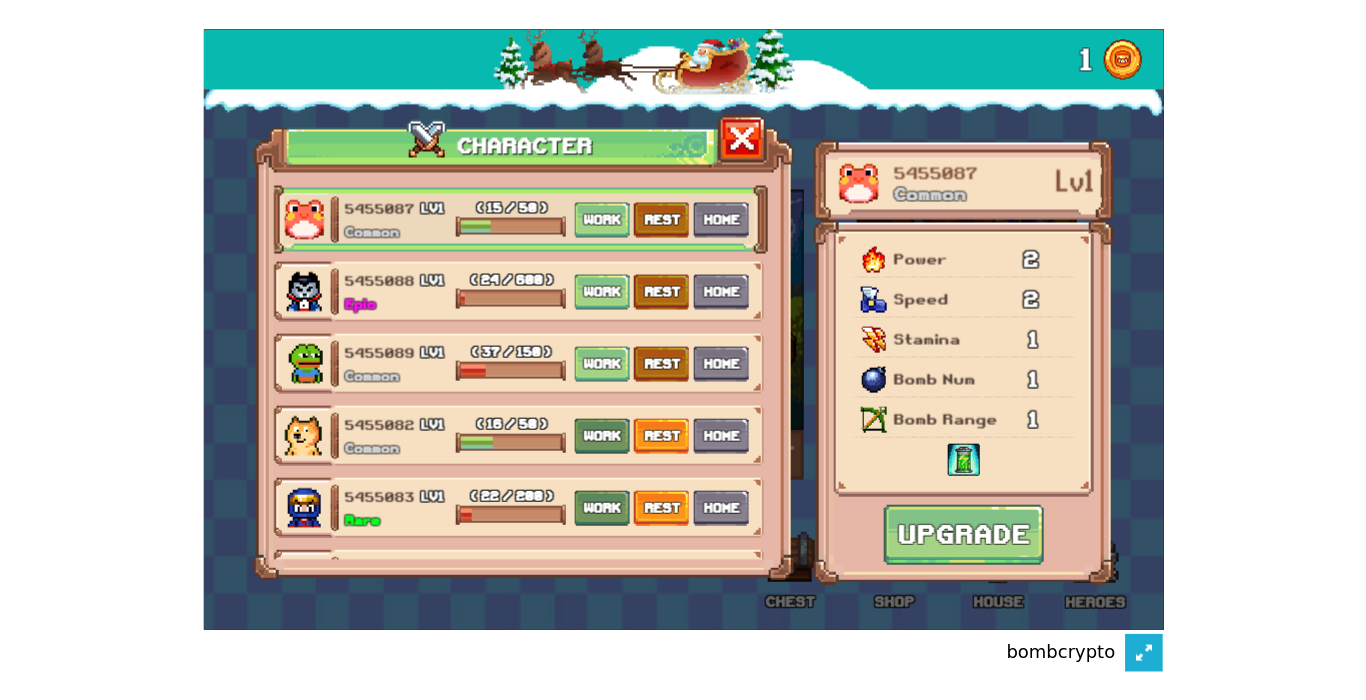 1
CHARACTER
5455087 LV1 (15/50) WORK REST HOME
Common
5455088 LV1 (24/600) WORK REST HOME
Epic
5455089 LV1 (37/150) WORK REST HOME
Common
5455082 LV1 (16/50) WORK REST HOME
Common
5455083 LV1 (22/200) WORK REST HOME
Rare
5455087 Lv1
Common
Power 2
Speed 2
Stamina 1
Bomb Num 1
Bomb Range 1
UPGRADE
CHEST SHOP HOUSE HEROES
bombcrypto